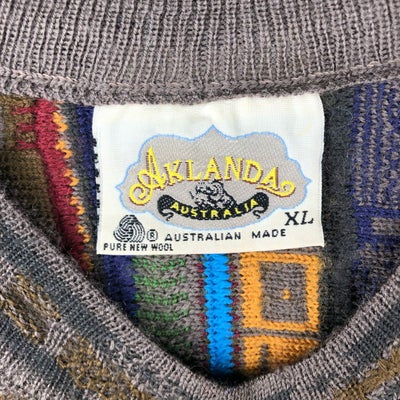 AKLANDA
AUSTRALIA
XL
® AUSTRALIAN MADE
PURE NEW WOOL